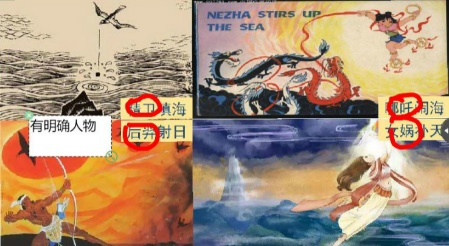 NEZHA STIRS UP
THE SEA
精卫填海
哪吒闹海
有明确人物
后羿射日
女娲补天